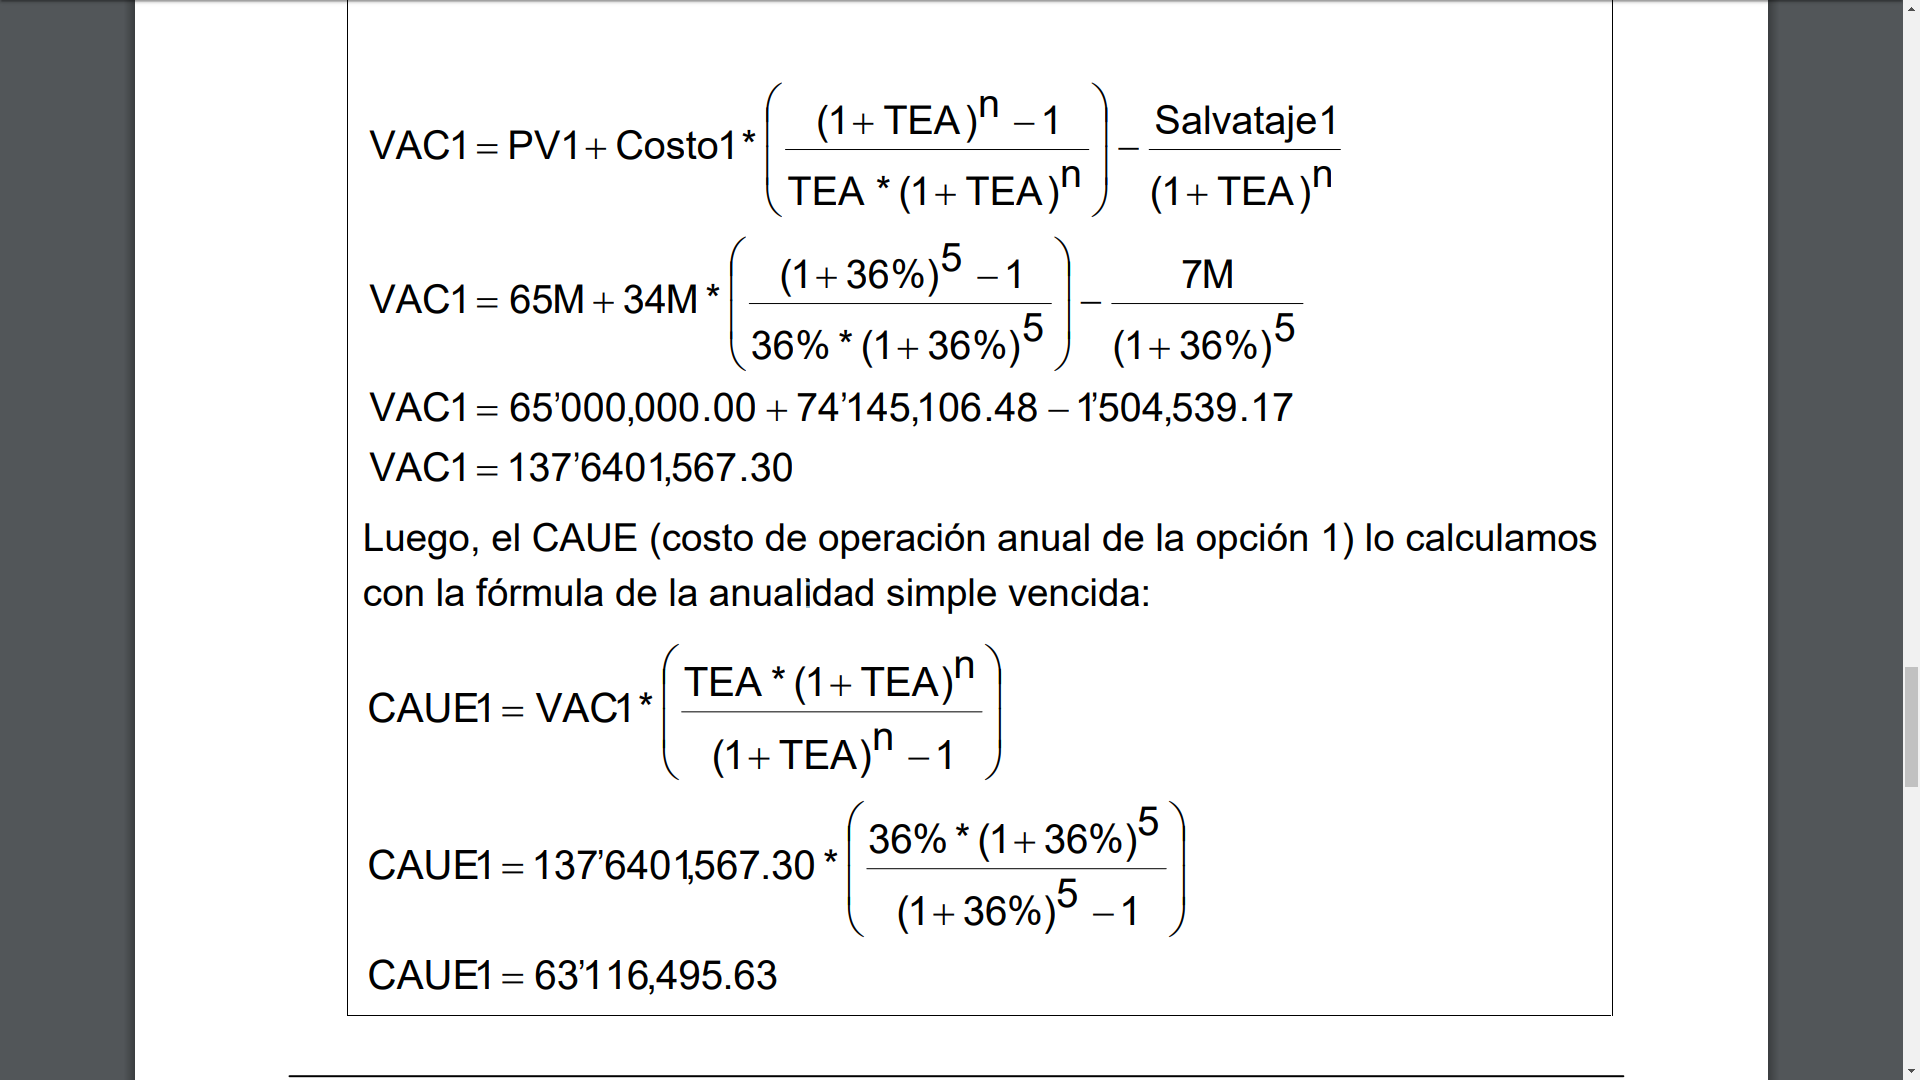 VAC1 = PV1 + Costo1 * ( (1 + TEA)^n − 1 / TEA * (1 + TEA)^n ) − Salvataje1 / (1 + TEA)^n
VAC1 = 65M + 34M * ( (1 + 36%)^5 − 1 / 36% * (1 + 36%)^5 ) − 7M / (1 + 36%)^5
VAC1 = 65’000,000.00 + 74’145,106.48 − 1’504,539.17
VAC1 = 137’6401,567.30
Luego, el CAUE (costo de operación anual de la opción 1) lo calculamos
con la fórmula de la anualidad simple vencida:
CAUE1 = VAC1 * ( TEA * (1 + TEA)^n / (1 + TEA)^n − 1 )
CAUE1 = 137’6401,567.30 * ( 36% * (1 + 36%)^5 / (1 + 36%)^5 − 1 )
CAUE1 = 63’116,495.63